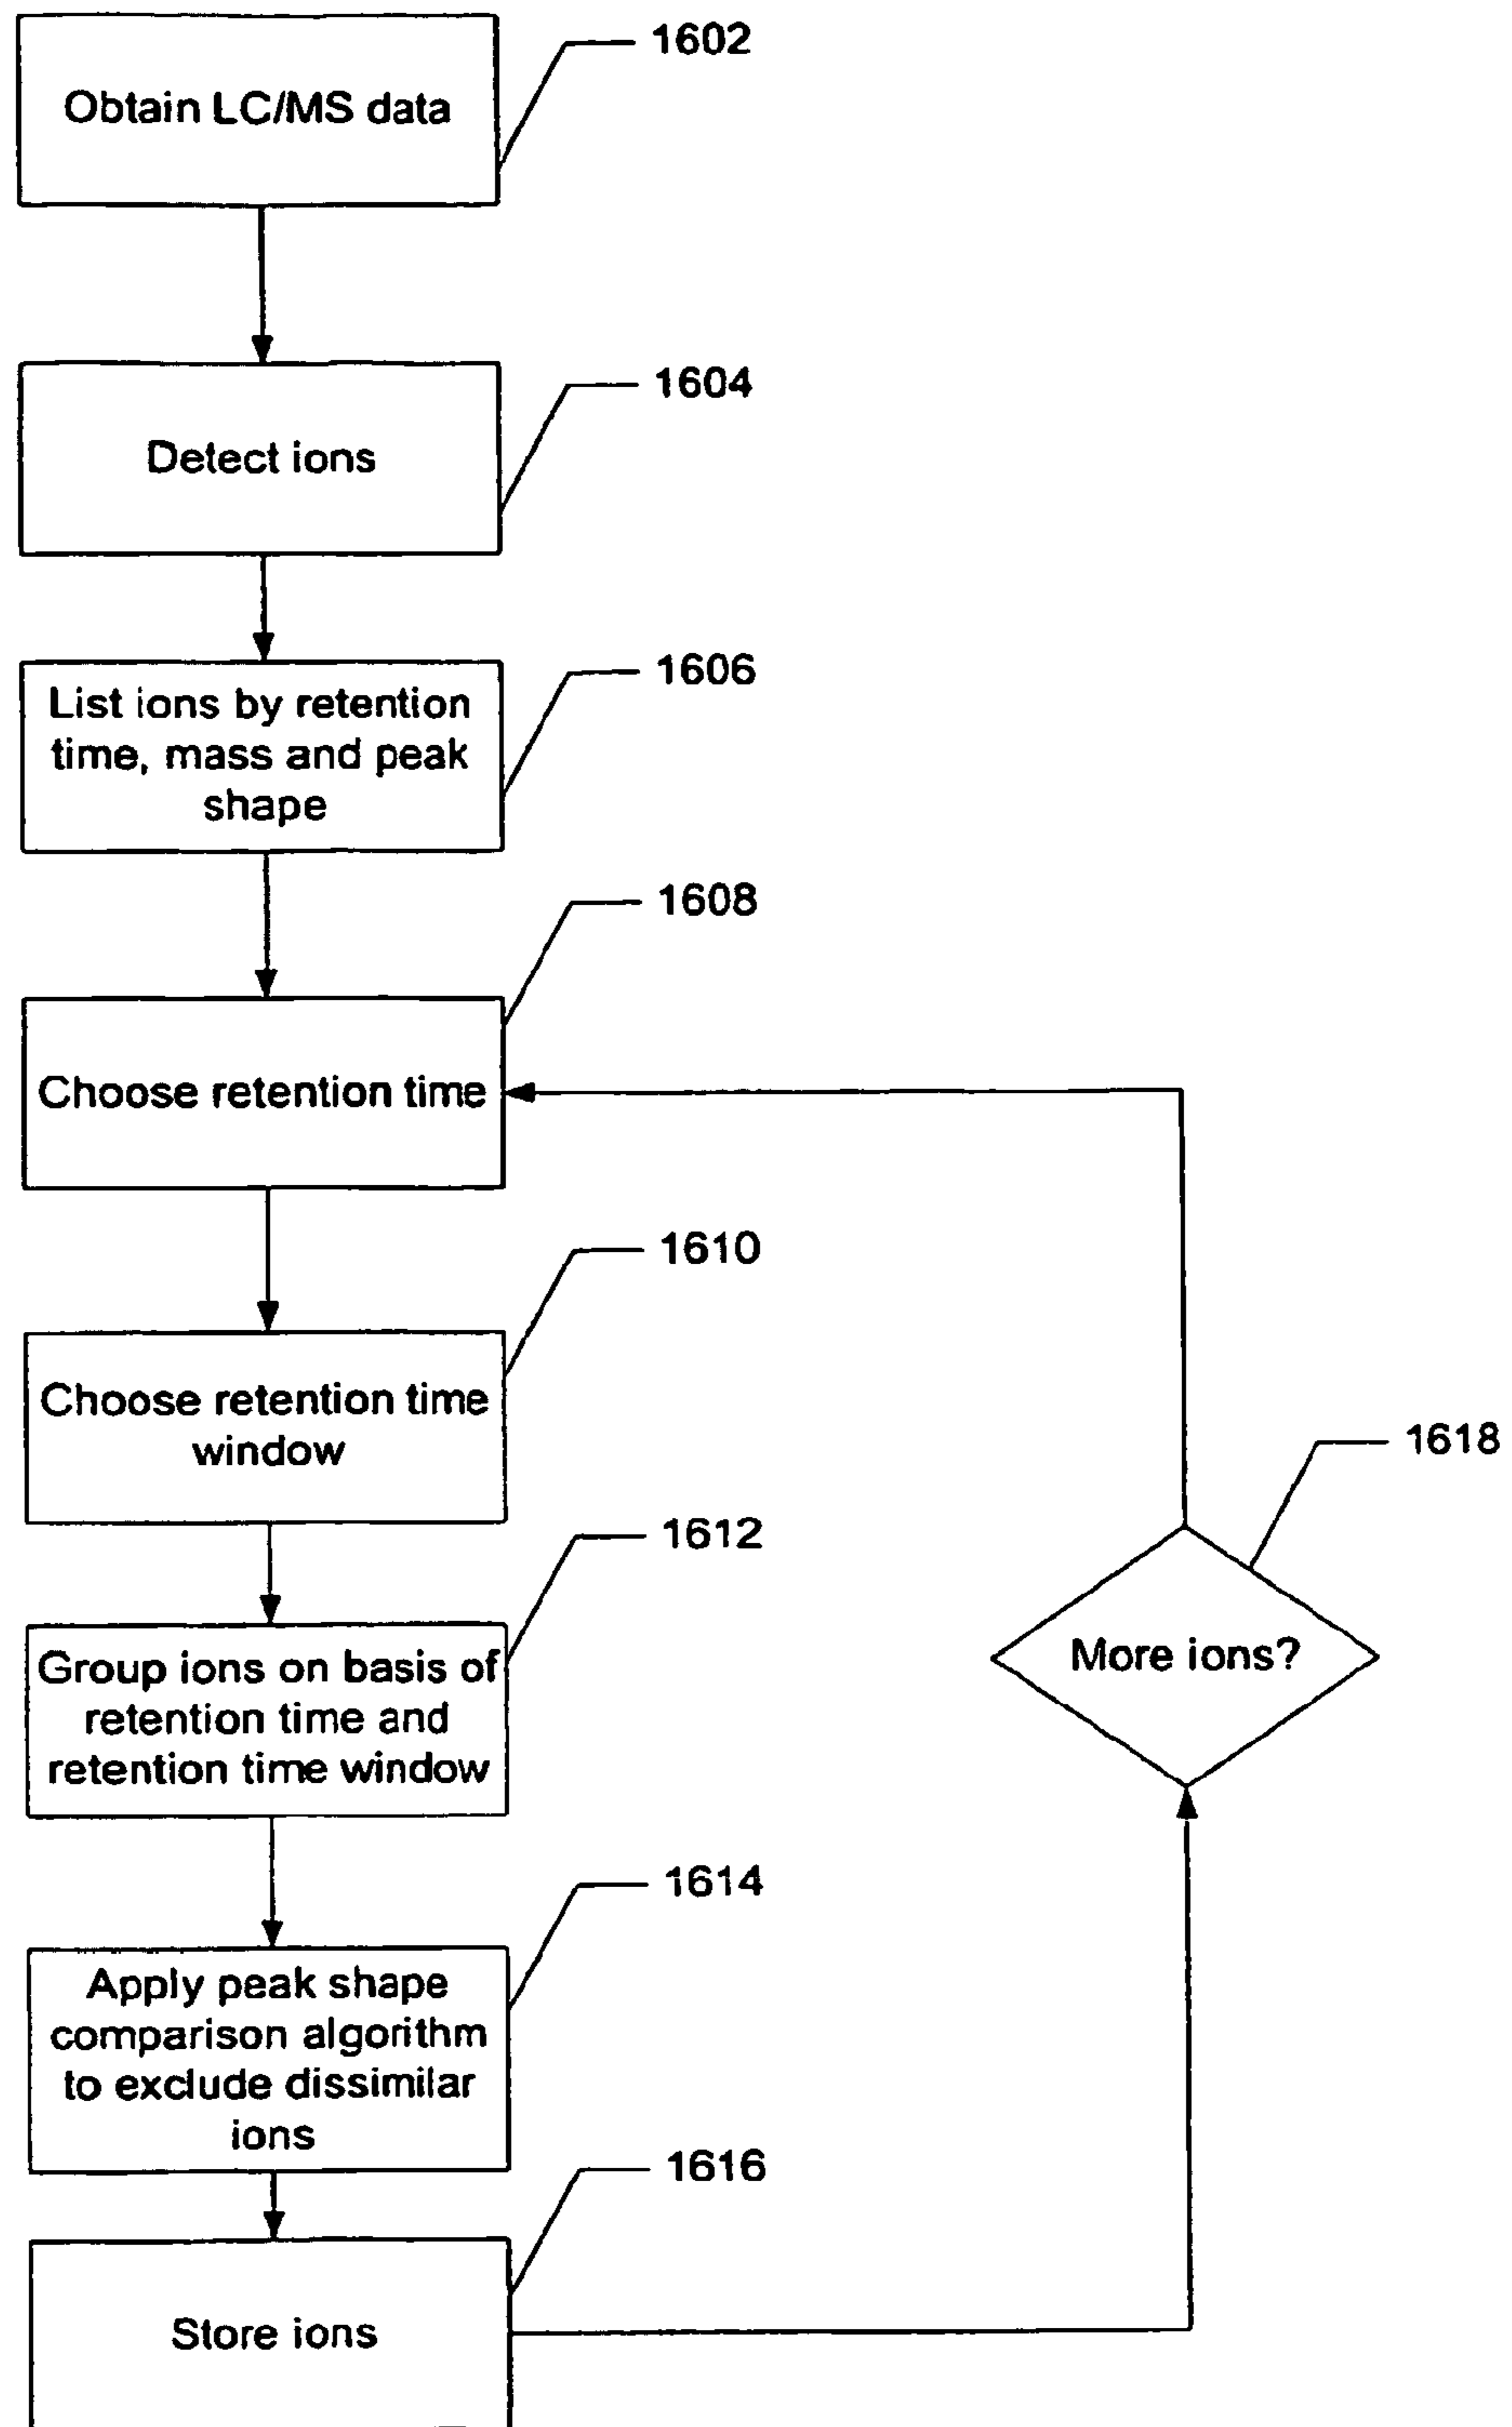 1602
Obtain LC/MS data
1604
Detect ions
1606
List ions by retention
time, mass and peak
shape
1608
Choose retention time
1610
Choose retention time
window
1618
1612
More ions?
Group ions on basis of
retention time and
retention time window
1614
Apply peak shape
comparison algorithm
to exclude dissimilar
ions
1616
Store ions